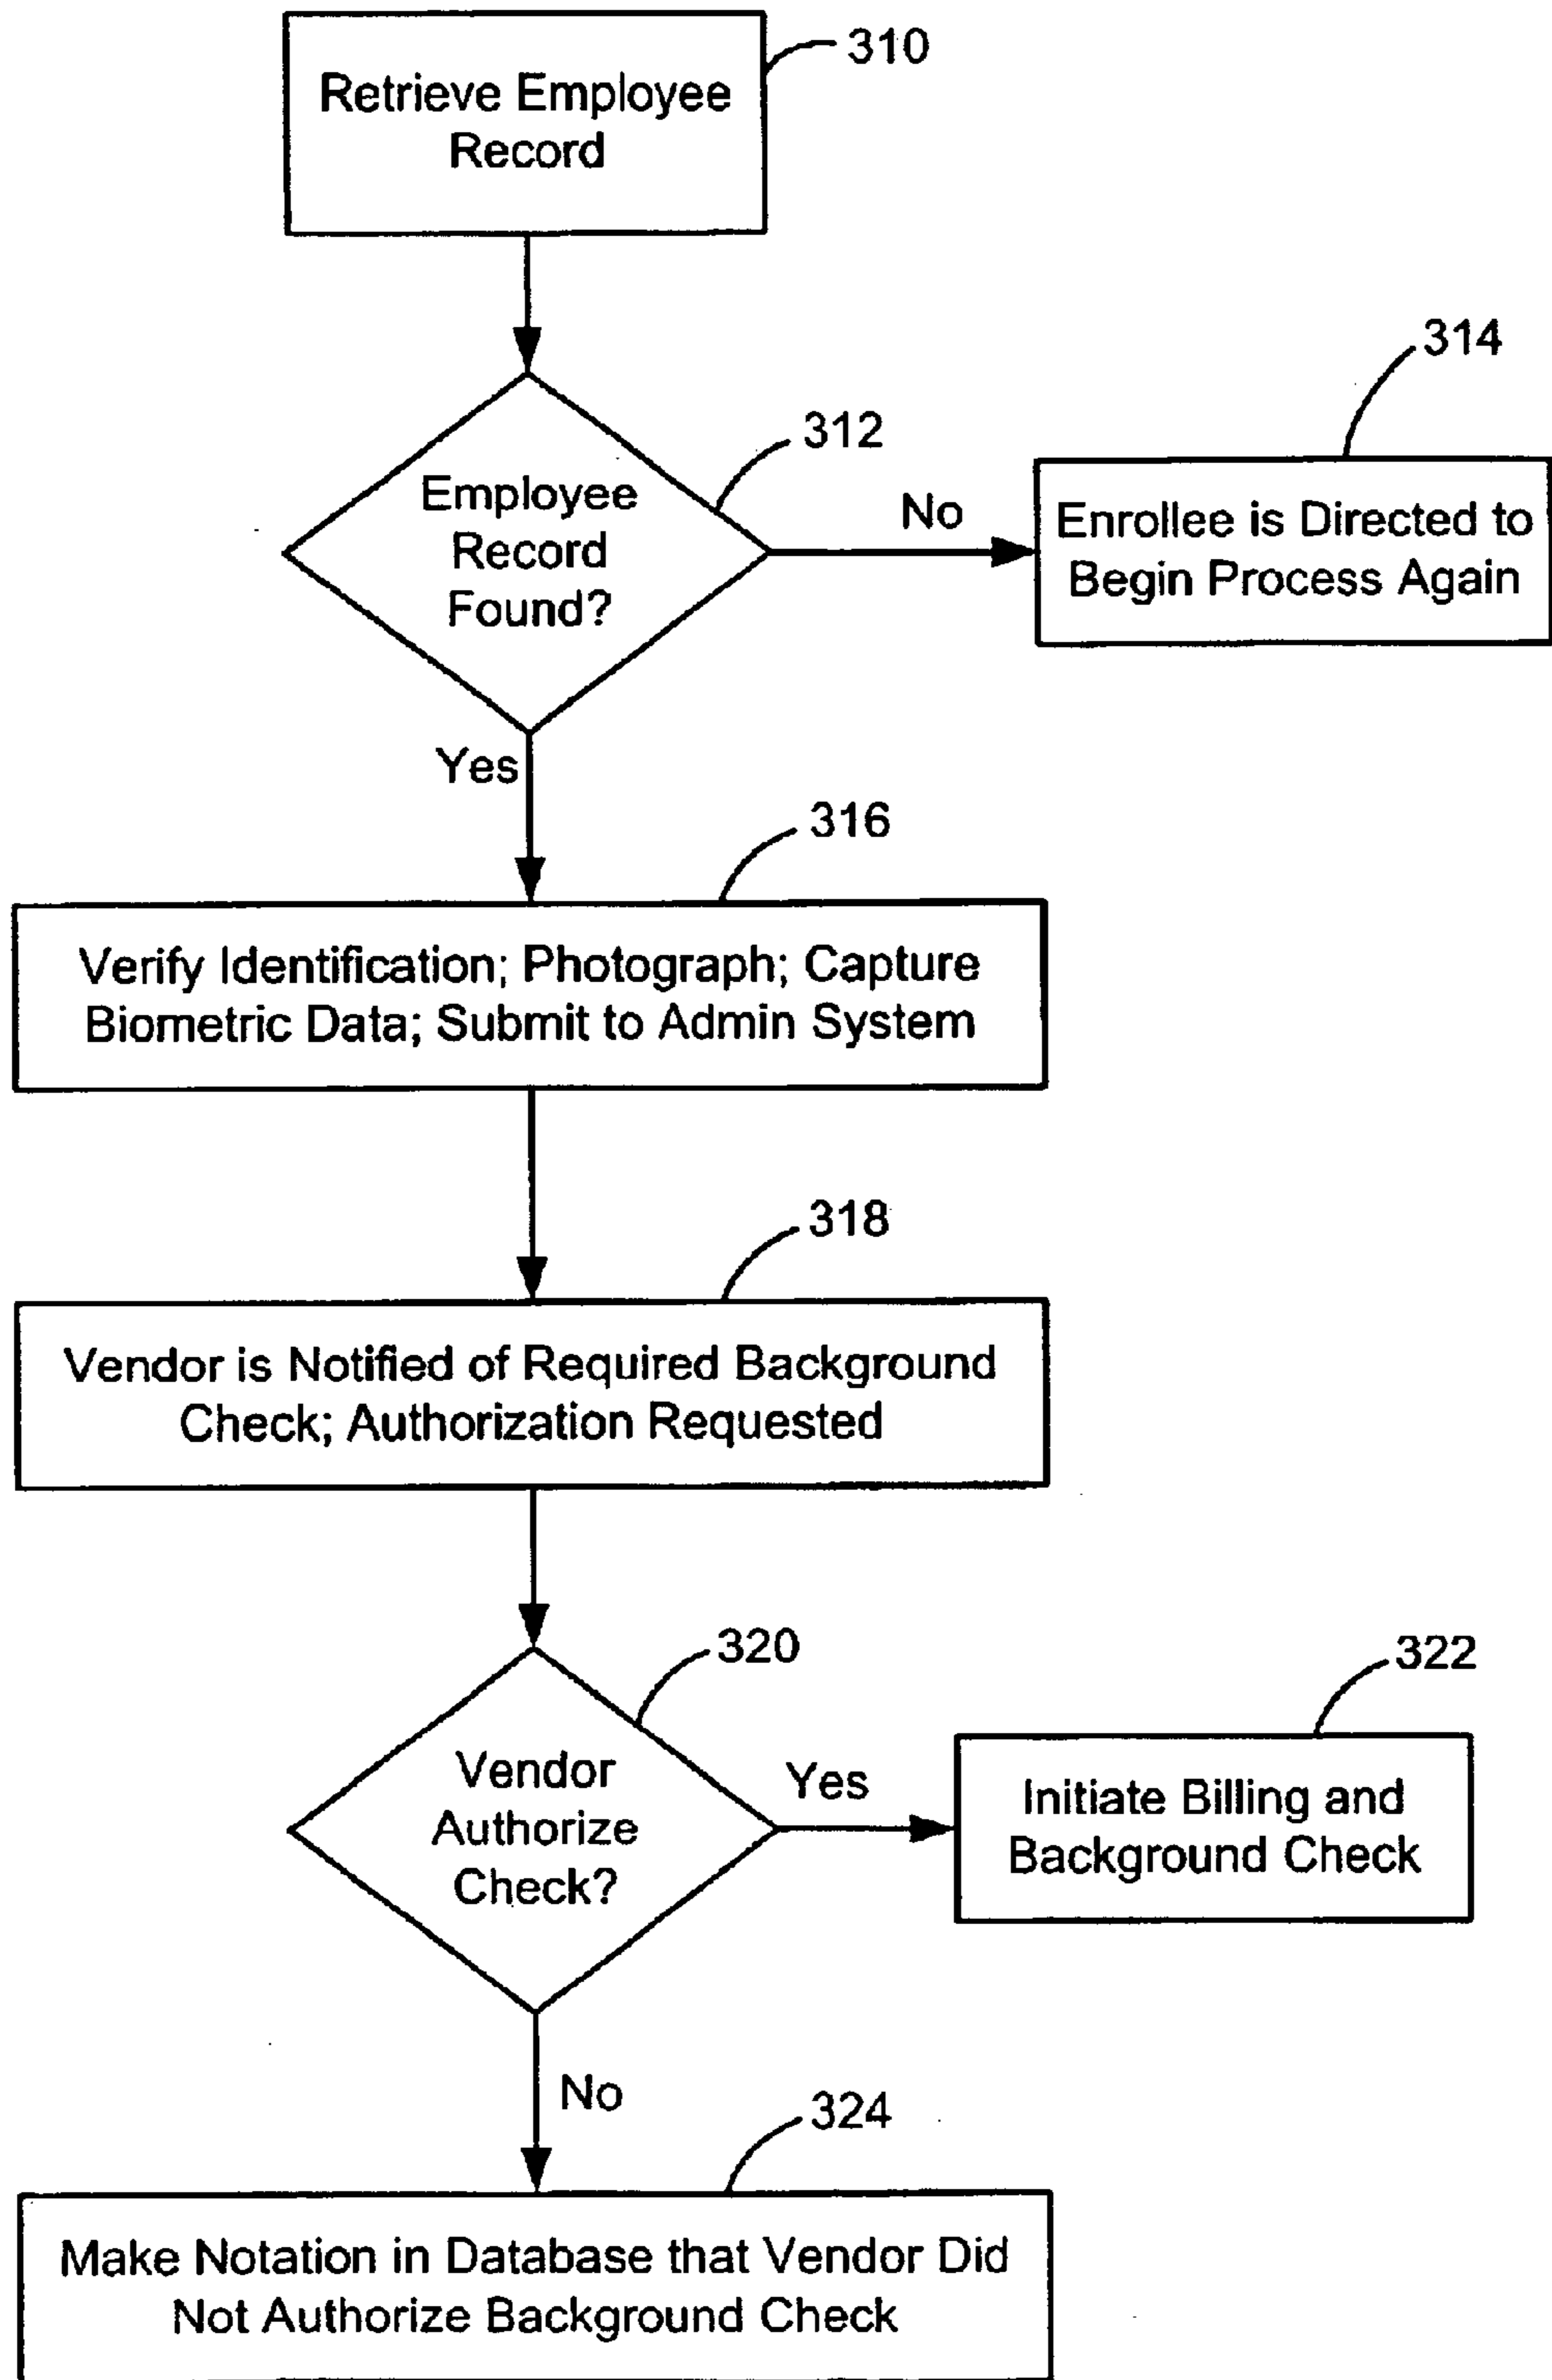 310
Retrieve Employee
Record
312
Employee
Record
Found?
No
314
Enrollee is Directed to
Begin Process Again
Yes
316
Verify Identification; Photograph; Capture
Biometric Data; Submit to Admin System
318
Vendor is Notified of Required Background
Check; Authorization Requested
320
Vendor
Authorize
Check?
Yes
322
Initiate Billing and
Background Check
No
324
Make Notation in Database that Vendor Did
Not Authorize Background Check